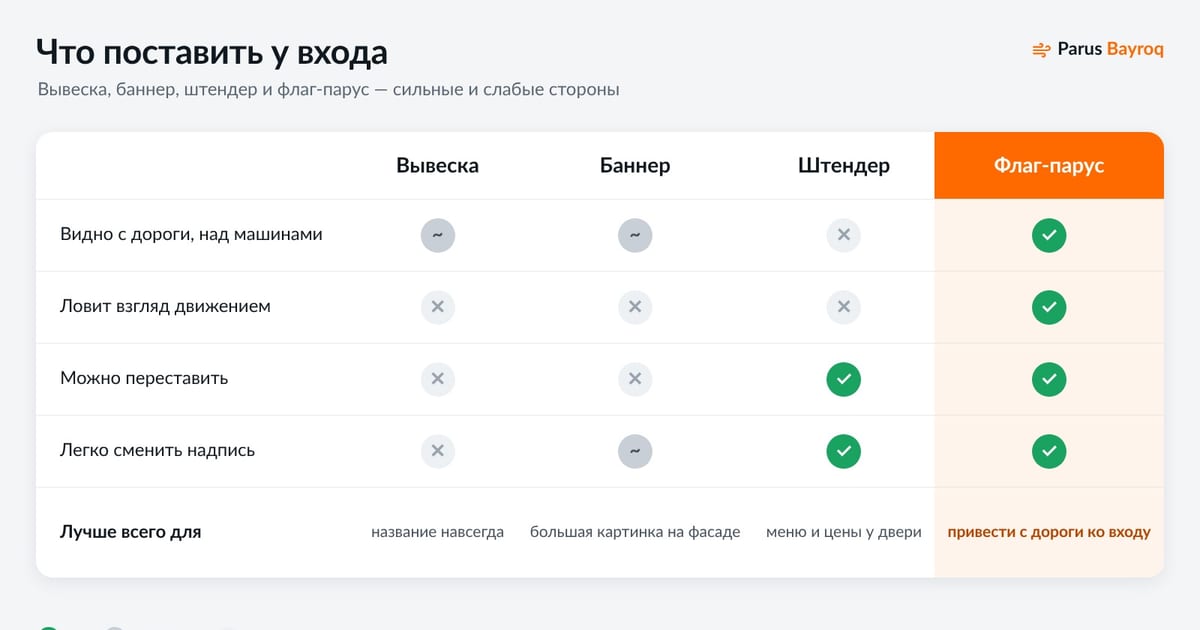 Что поставить у входа
Parus Bayroq
Вывеска, баннер, штендер и флаг-парус — сильные и слабые стороны
Вывеска Баннер Штендер Флаг-парус
Видно с дороги, над машинами ~ ~ ✕ ✓
Ловит взгляд движением ✕ ✕ ✕ ✓
Можно переставить ✕ ✕ ✓ ✓
Легко сменить надпись ✕ ~ ✓ ✓
Лучше всего для название навсегда большая картинка на фасаде меню и цены у двери привести с дороги ко входу